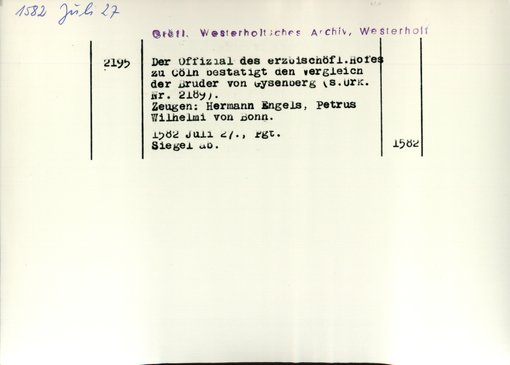 1582 Juli 27
Gräfl. Westerholtsches Archiv, Westerholt
2195 Der Offizial des erzbischöfl.Hofes
zu Cöln bestätigt den Vergleich
der Brüder von Gysenberg (s.Urk.
Nr. 2189).
Zeugen: Hermann Engels, Petrus
Wilhelmi von Bonn.
1582 Juli 27., Pgt.
Siegel ab. 1582